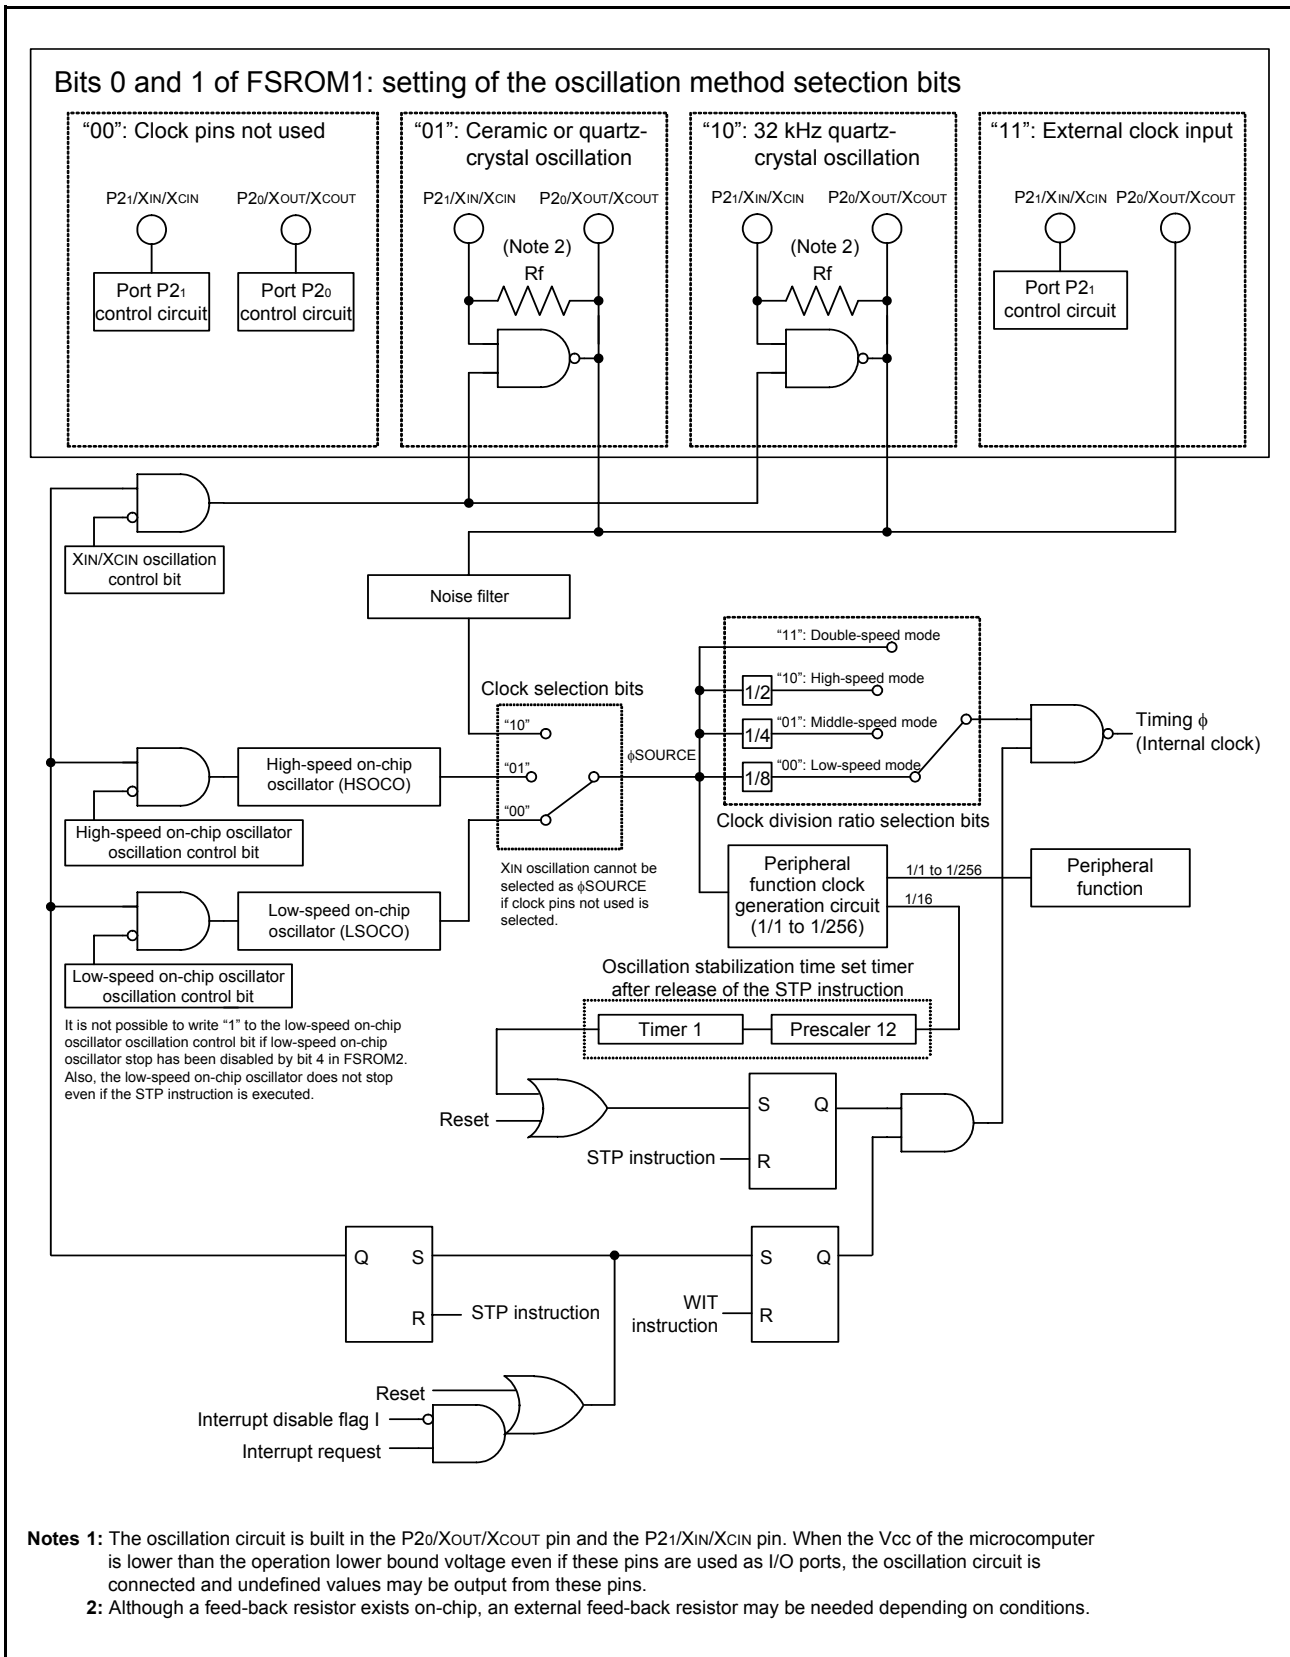 Bits 0 and 1 of FSROM1: setting of the oscillation method setection bits
“00”: Clock pins not used
“01”: Ceramic or quartz-
crystal oscillation
“10”: 32 kHz quartz-
crystal oscillation
“11”: External clock input
P21/XIN/XCIN
P20/XOUT/XCOUT
P21/XIN/XCIN
P20/XOUT/XCOUT
P21/XIN/XCIN
P20/XOUT/XCOUT
P21/XIN/XCIN
P20/XOUT/XCOUT
Port P21
control circuit
Port P20
control circuit
(Note 2)
Rf
(Note 2)
Rf
Port P21
control circuit
XIN/XCIN oscillation
control bit
Noise filter
“11”: Double-speed mode
1/2
“10”: High-speed mode
1/4
“01”: Middle-speed mode
1/8
“00”: Low-speed mode
Clock division ratio selection bits
Clock selection bits
“10”
“01”
“00”
ϕSOURCE
Timing ϕ
(Internal clock)
High-speed on-chip
oscillator (HSOCO)
High-speed on-chip oscillator
oscillation control bit
XIN oscillation cannot be
selected as ϕSOURCE
if clock pins not used is
selected.
Peripheral
function clock
generation circuit
(1/1 to 1/256)
1/1 to 1/256
1/16
Peripheral
function
Low-speed on-chip
oscillator (LSOCO)
Low-speed on-chip oscillator
oscillation control bit
It is not possible to write “1” to the low-speed on-chip
oscillator oscillation control bit if low-speed on-chip
oscillator stop has been disabled by bit 4 in FSROM2.
Also, the low-speed on-chip oscillator does not stop
even if the STP instruction is executed.
Oscillation stabilization time set timer
after release of the STP instruction
Timer 1
Prescaler 12
Reset
STP instruction
S
Q
R
Q
S
R
STP instruction
WIT
instruction
S
Q
R
Reset
Interrupt disable flag I
Interrupt request
Notes 1: The oscillation circuit is built in the P20/XOUT/XCOUT pin and the P21/XIN/XCIN pin. When the Vcc of the microcomputer
is lower than the operation lower bound voltage even if these pins are used as I/O ports, the oscillation circuit is
connected and undefined values may be output from these pins.
2: Although a feed-back resistor exists on-chip, an external feed-back resistor may be needed depending on conditions.